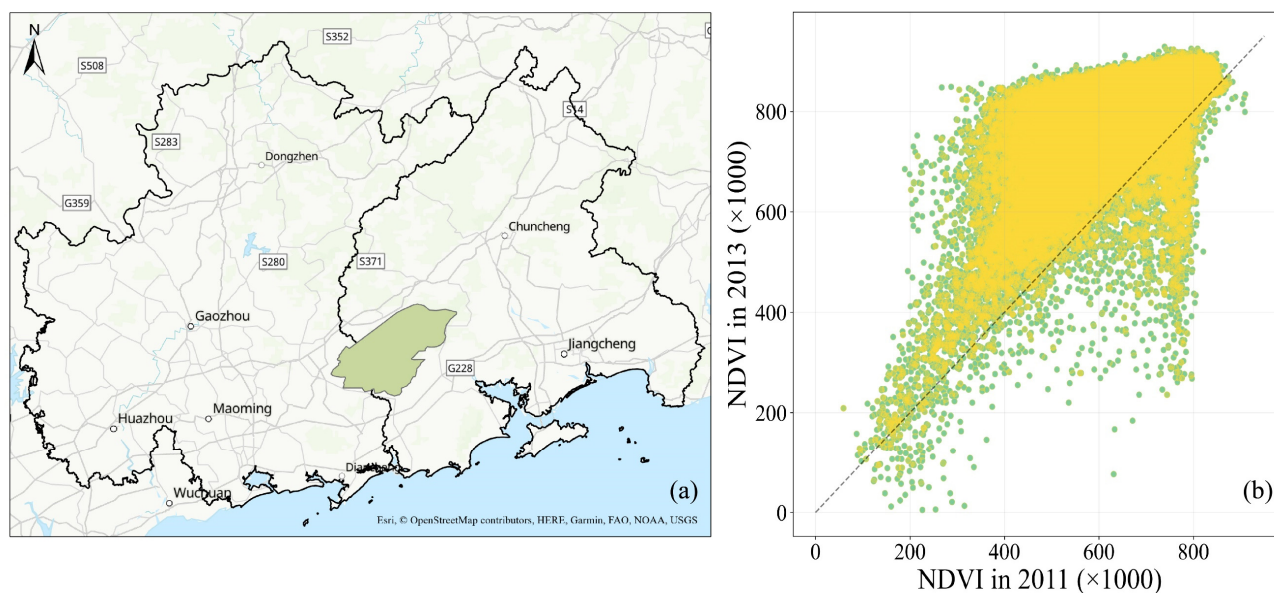 N
S352
S508
S14
S283
Dongzhen
G359
Chuncheng
S280
S371
Gaozhou
Jiangcheng
G228
Maoming
Huazhou
Wuchuan
(a)
Esri, © OpenStreetMap contributors, HERE, Garmin, FAO, NOAA, USGS
NDVI in 2013 (×1000)
800
600
400
200
0
0 200 400 600 800
NDVI in 2011 (×1000)
(b)